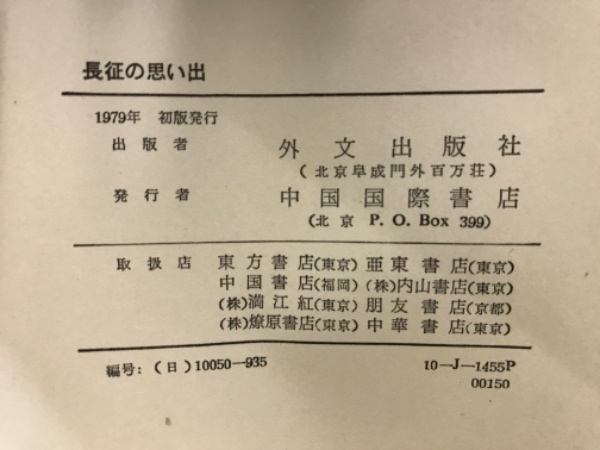 長征の思い出
1979年 初版発行
出版者 外文出版社
(北京阜成門外百万荘)
発行者 中国国際書店
(北京 P. O. Box 399)
取扱店 東方書店(東京) 亜東書店(東京)
中国書店(福岡) (株)内山書店(東京)
(株)満江紅(東京) 朋友書店(京都)
(株)燎原書店(東京) 中華書店(東京)
編号: (日) 10050—935 10—J—1455P
00150